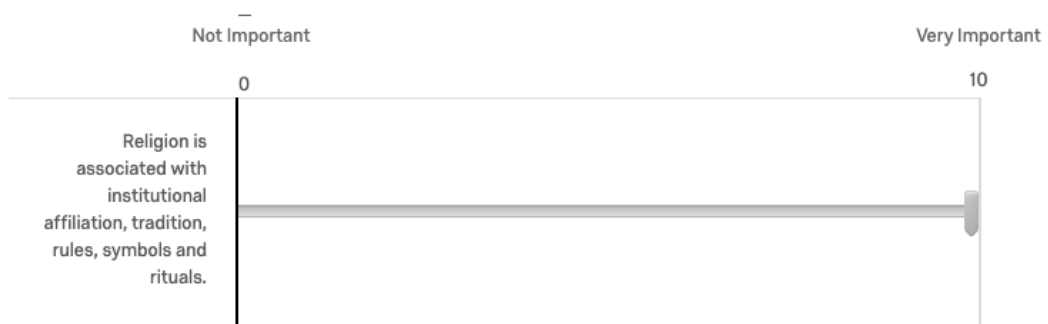 Not Important
Very Important
0
10
Religion is
associated with
institutional
affiliation, tradition,
rules, symbols and
rituals.